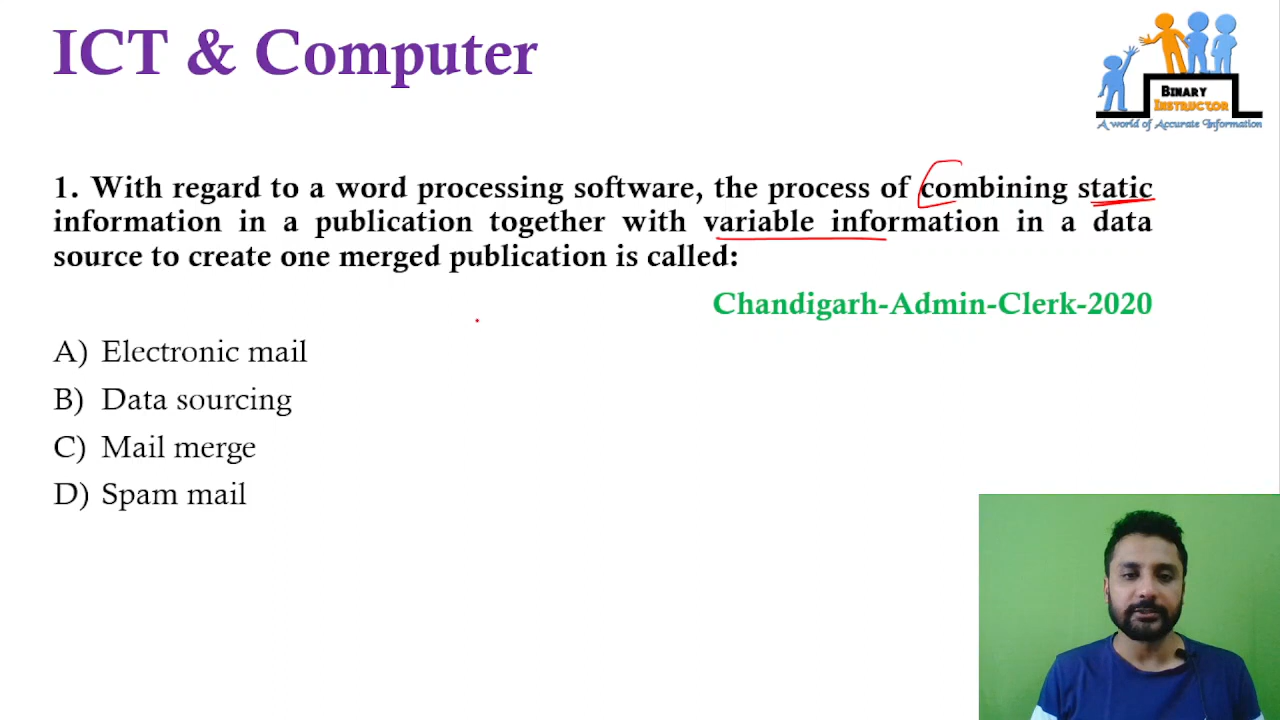 ICT & Computer
BINARY
INSTRUCTOR
A world of Accurate Information
1. With regard to a word processing software, the process of combining static
information in a publication together with variable information in a data
source to create one merged publication is called:
Chandigarh-Admin-Clerk-2020
A) Electronic mail
B) Data sourcing
C) Mail merge
D) Spam mail